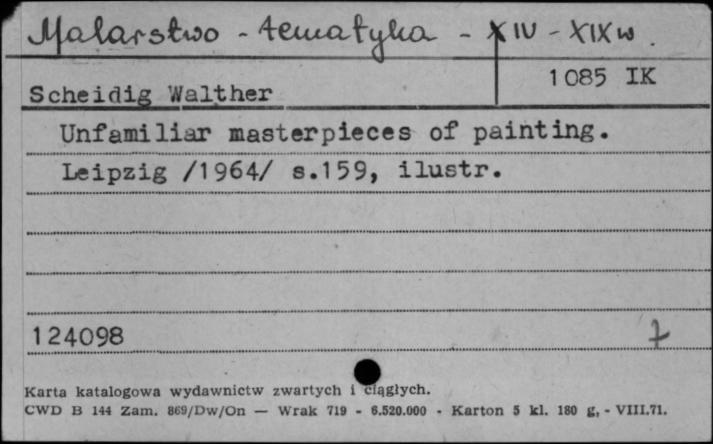 Malarstwo - tematyka - XIV - XIX w.
1085 IK
Scheidig Walther
Unfamiliar masterpieces of painting.
Leipzig /1964/ s.159, ilustr.
124098
Karta katalogowa wydawnictw zwartych i ciągłych.
CWD B 144 Zam. 869/Dw/On — Wrak 719 - 6.520.000 - Karton 5 kl. 180 g, - VIII.71.